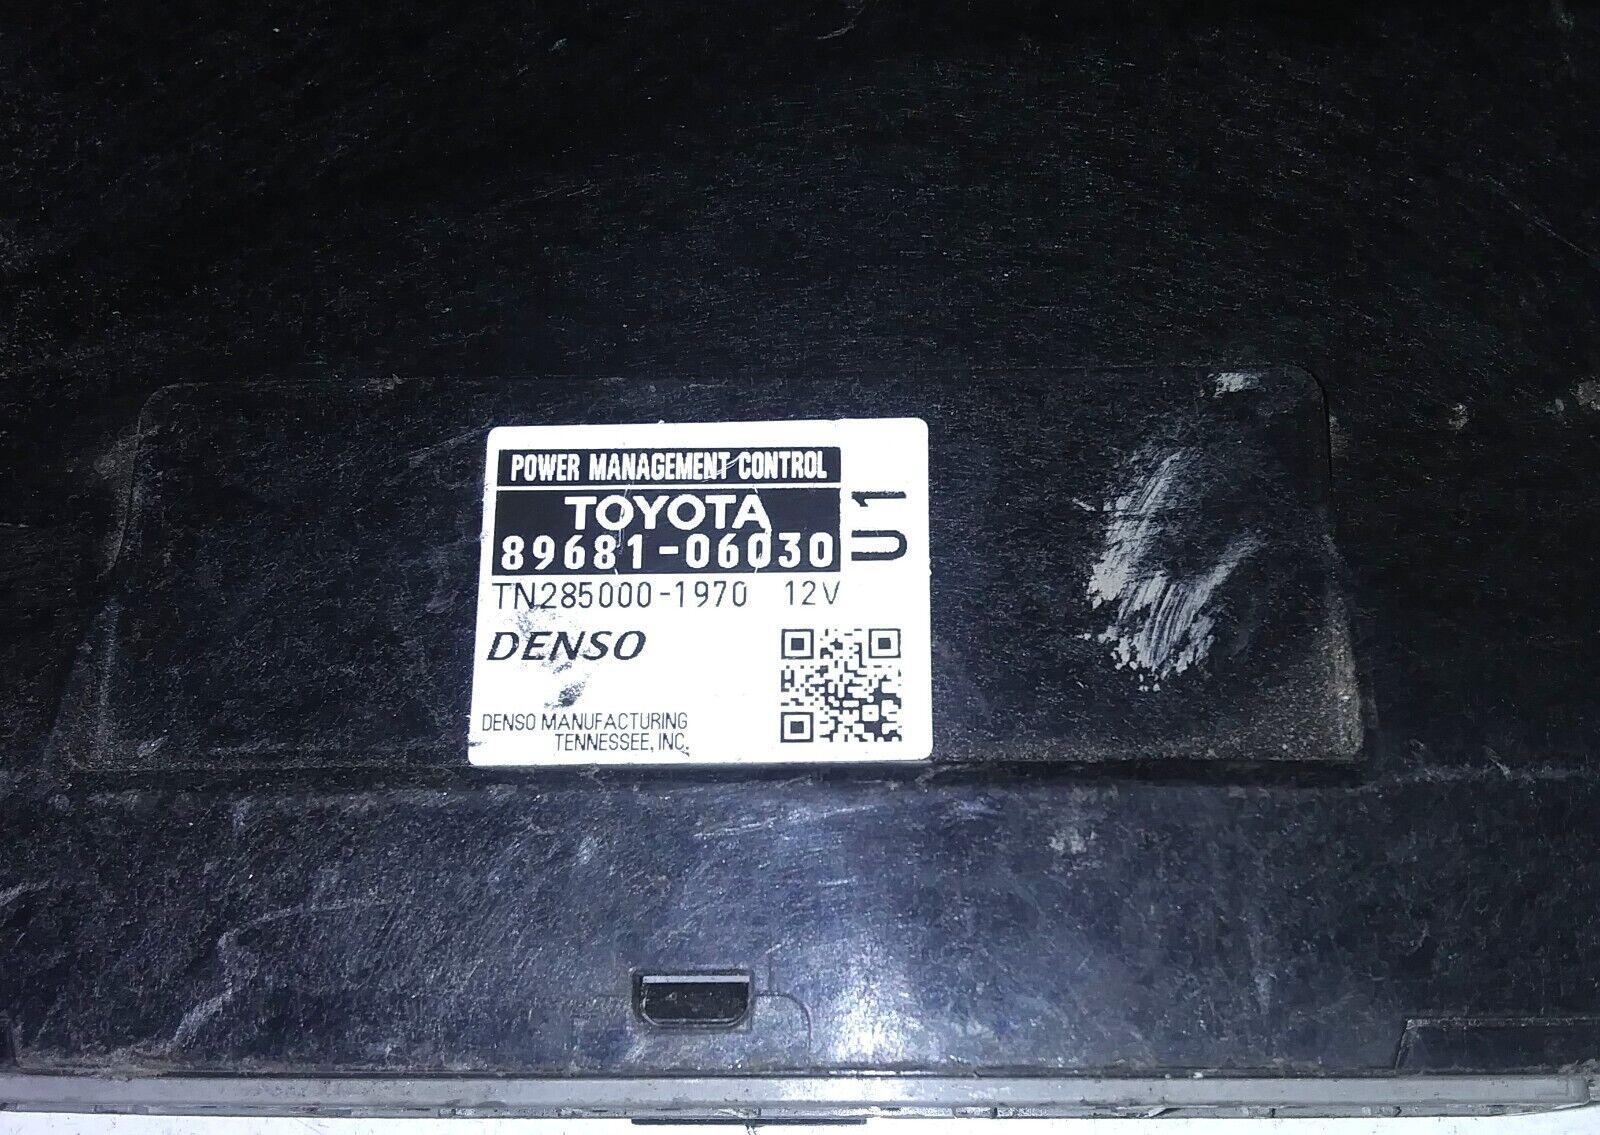 POWER MANAGEMENT CONTROL
TOYOTA
89681-06030
U1
TN285000-1970 12V
DENSO
DENSO MANUFACTURING
TENNESSEE, INC.